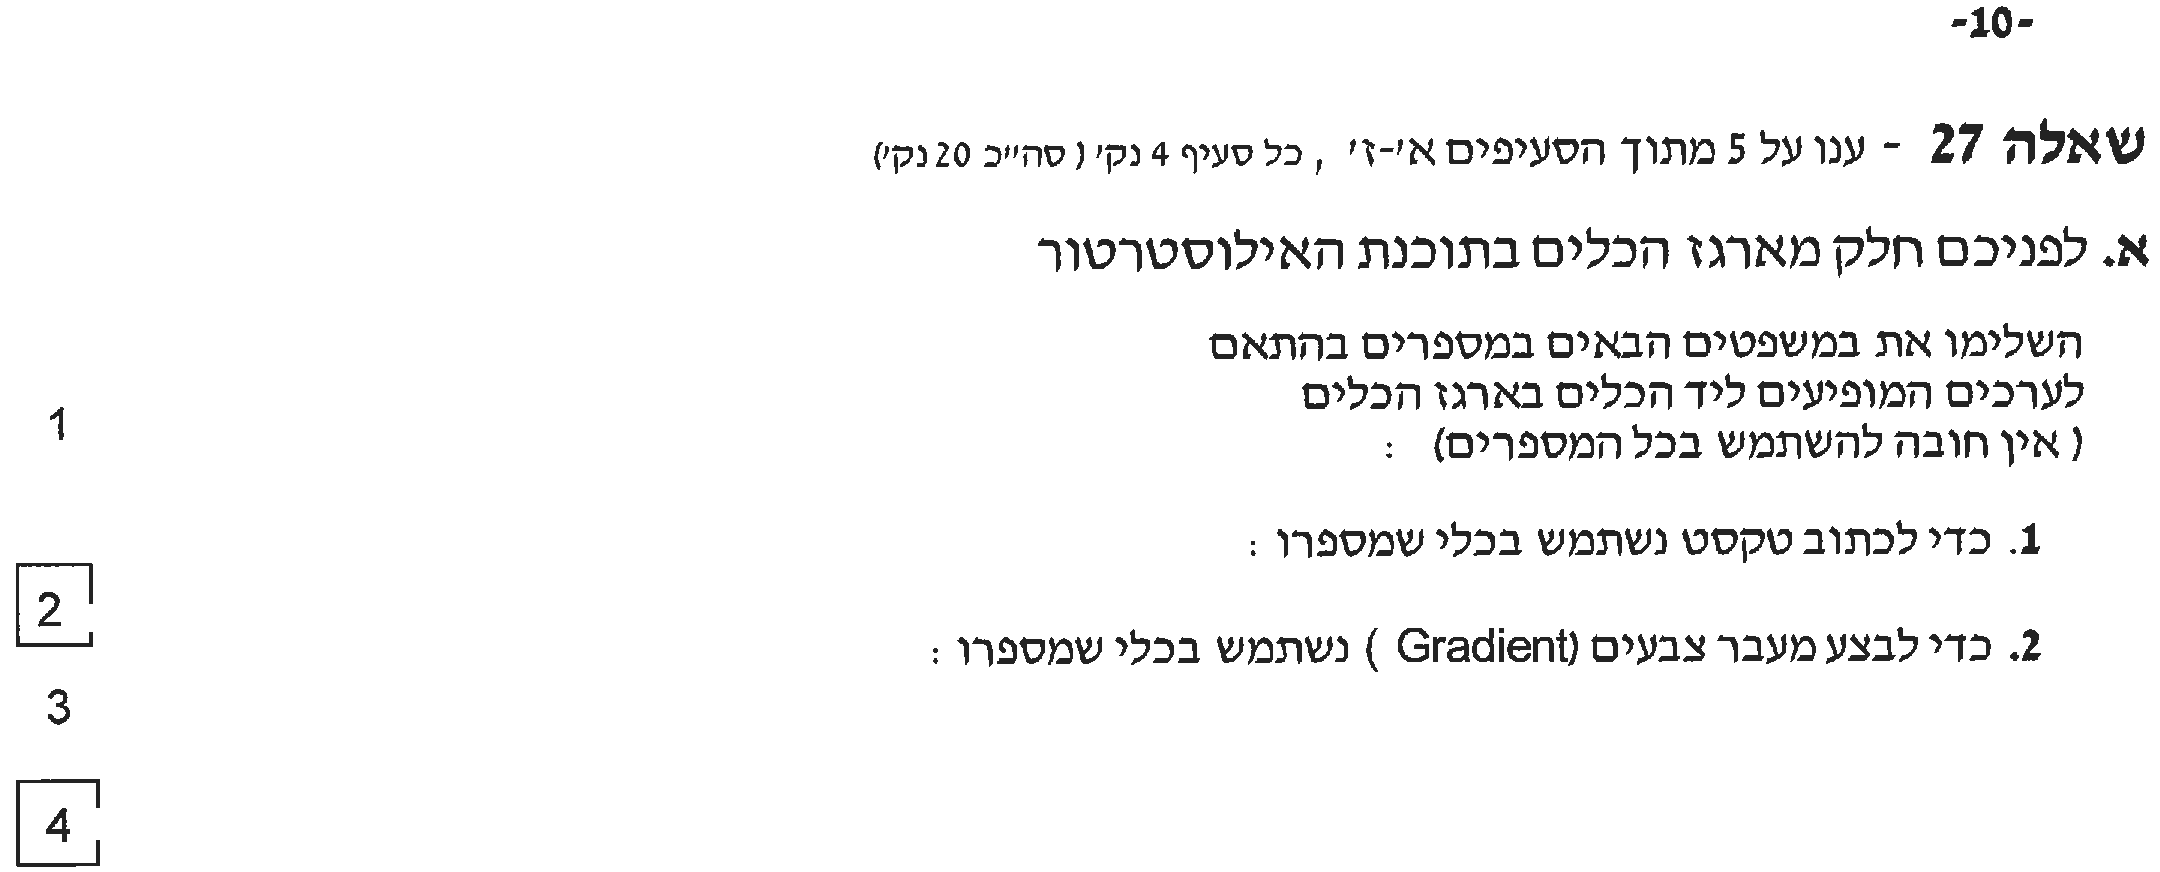 -10-
שאלה 27 - ענו על 5 מתוך הסעיפים א'-ז' , כל סעיף 4 נקי ( סה"כ 20 נקי)
א. לפניכם חלק מארגז הכלים בתוכנת האילוסטרטור
השלימו את במשפטים הבאים במספרים בהתאם
לערכים המופיעים ליד הכלים בארגז הכלים
( אין חובה להשתמש בכל המספרים) :
1
1. כדי לכתוב טקסט נשתמש בכלי שמספרו :
2
2. כדי לבצע מעבר צבעים (Gradient ) נשתמש בכלי שמספרו :
3
4